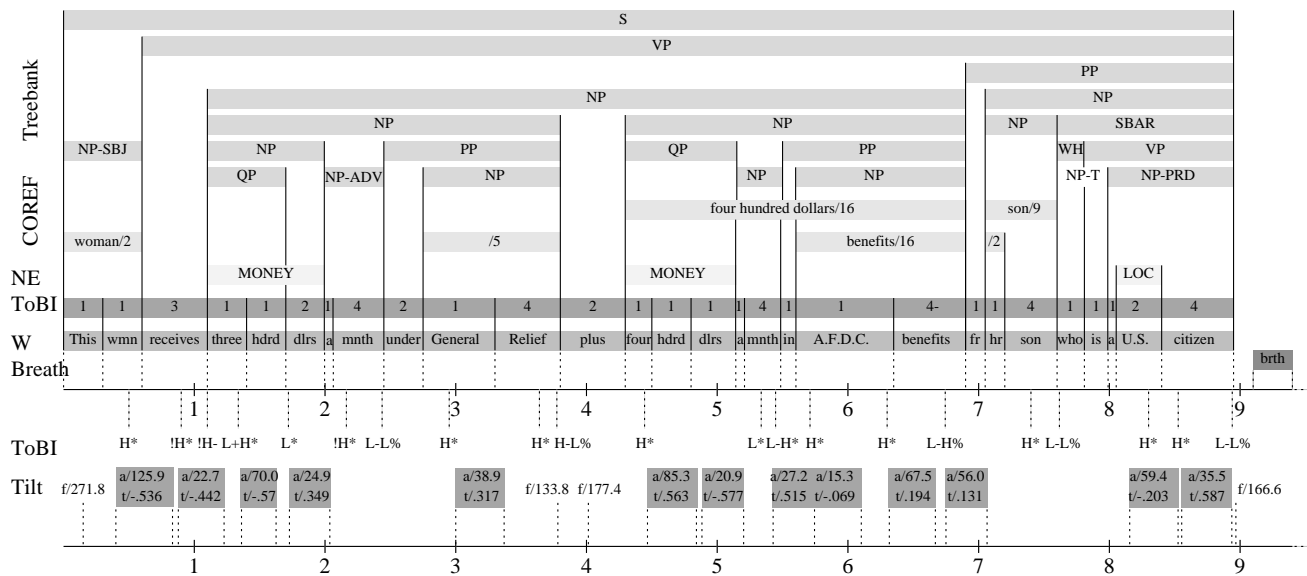 S
VP
PP
NP NP
NP NP NP SBAR
Treebank
NP-SBJ NP PP QP PP WH VP
QP NP-ADV NP NP NP NP-T NP-PRD
COREF
four hundred dollars/16 son/9
woman/2 /5 benefits/16 /2
NE MONEY MONEY LOC
ToBI 1 1 3 1 1 2 1 4 2 1 4 2 1 1 1 1 4 1 1 4- 1 1 4 1 1 1 2 4
W This wmn receives three hdrd dlrs a mnth under General Relief plus four hdrd dlrs a mnth in A.F.D.C. benefits fr hr son who is a U.S. citizen
Breath brth
1 2 3 4 5 6 7 8 9
ToBI H* !H* !H- L+H* L* !H* L-L% H* H* H-L% H* L* L-H* H* H* L-H% H* L-L% H* H* L-L%
Tilt f/271.8 a/125.9 a/22.7 a/70.0 a/24.9 a/38.9 f/133.8 f/177.4 a/85.3 a/20.9 a/27.2 a/15.3 a/67.5 a/56.0 a/59.4 a/35.5 f/166.6
t/-.536 t/-.442 t/-.57 t/.349 t/.317 t/.563 t/-.577 t/.515 t/-.069 t/.194 t/.131 t/-.203 t/.587
1 2 3 4 5 6 7 8 9